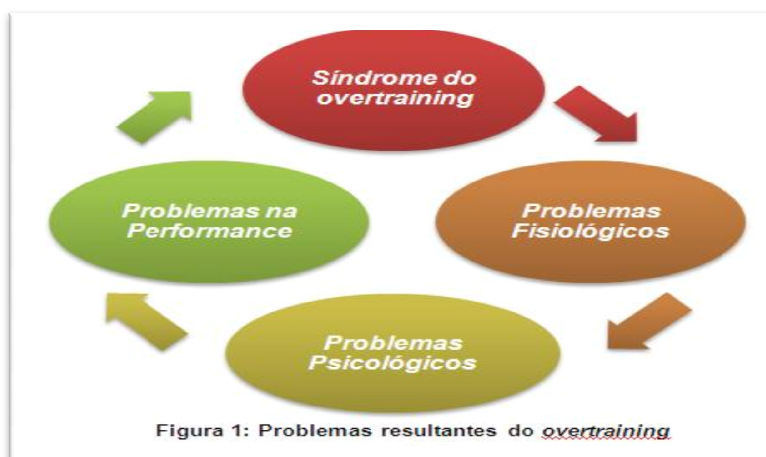 Síndrome do
overtraining
Problemas na
Performance
Problemas
Fisiológicos
Problemas
Psicológicos
Figura 1: Problemas resultantes do overtraining